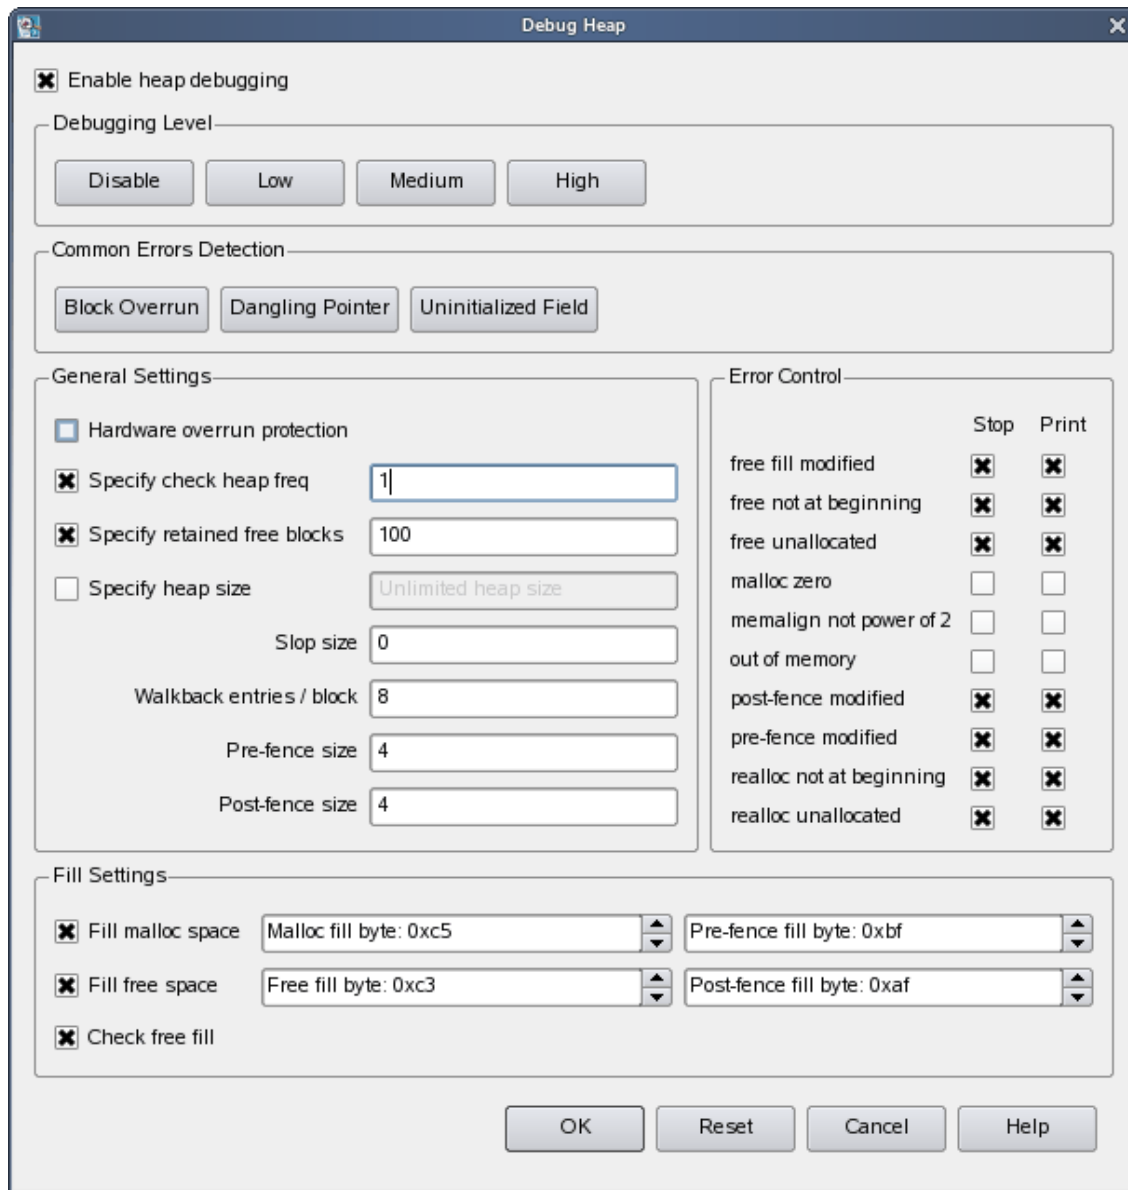 Debug Heap
Enable heap debugging
Debugging Level
Disable Low Medium High
Common Errors Detection
Block Overrun Dangling Pointer Uninitialized Field
General Settings
Hardware overrun protection
Specify check heap freq 1
Specify retained free blocks 100
Specify heap size Unlimited heap size
Slop size 0
Walkback entries / block 8
Pre-fence size 4
Post-fence size 4
Error Control
Stop Print
free fill modified
free not at beginning
free unallocated
malloc zero
memalign not power of 2
out of memory
post-fence modified
pre-fence modified
realloc not at beginning
realloc unallocated
Fill Settings
Fill malloc space Malloc fill byte: 0xc5 Pre-fence fill byte: 0xbf
Fill free space Free fill byte: 0xc3 Post-fence fill byte: 0xaf
Check free fill
OK Reset Cancel Help